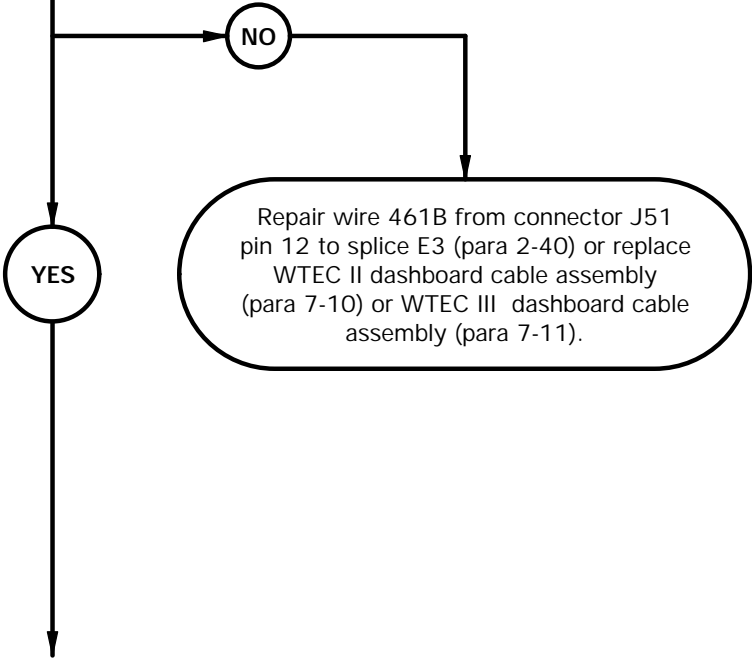 NO
YES
Repair wire 461B from connector J51
pin 12 to splice E3 (para 2-40) or replace
WTEC II dashboard cable assembly
(para 7-10) or WTEC III dashboard cable
assembly (para 7-11).